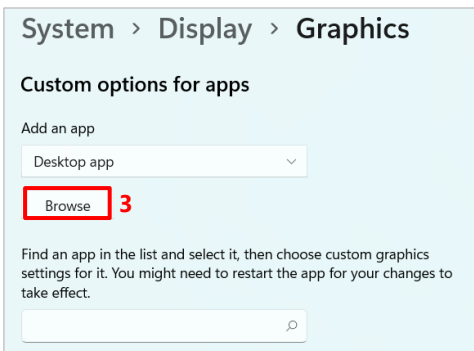 System > Display > Graphics
Custom options for apps
Add an app
Desktop app
Browse 3
Find an app in the list and select it, then choose custom graphics
settings for it. You might need to restart the app for your changes to
take effect.